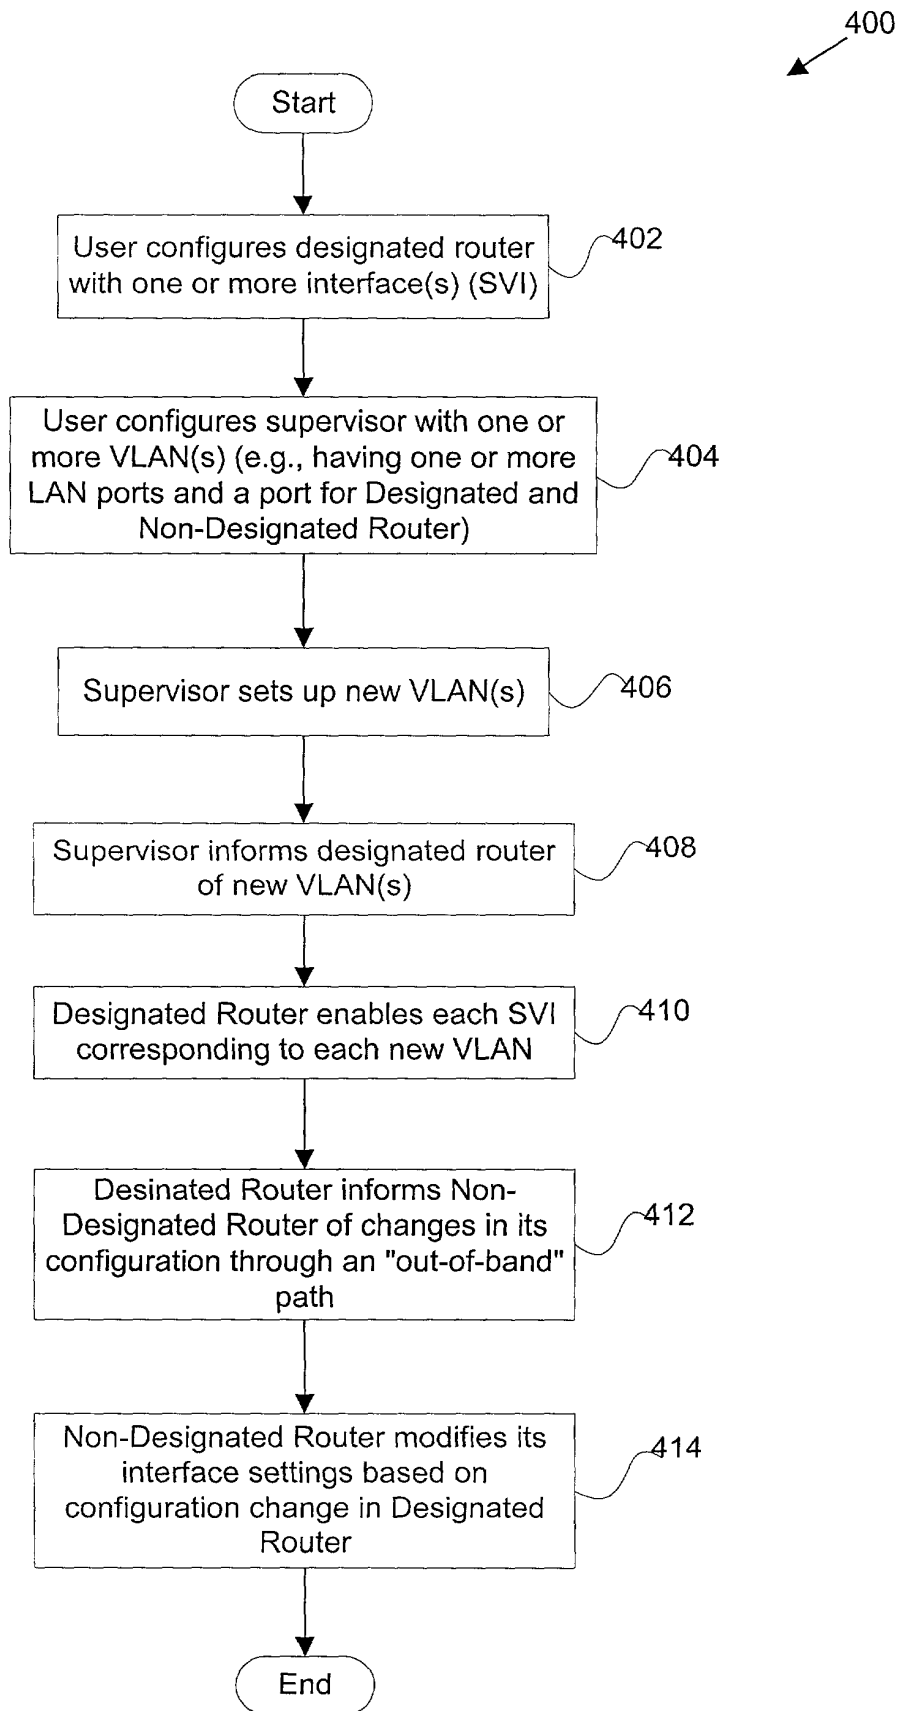 400
Start
User configures designated router
with one or more interface(s) (SVI)
402
User configures supervisor with one or
more VLAN(s) (e.g., having one or more
LAN ports and a port for Designated and
Non-Designated Router)
404
Supervisor sets up new VLAN(s)
406
Supervisor informs designated router
of new VLAN(s)
408
Designated Router enables each SVI
corresponding to each new VLAN
410
Desinated Router informs Non-
Designated Router of changes in its
configuration through an "out-of-band"
path
412
Non-Designated Router modifies its
interface settings based on
configuration change in Designated
Router
414
End